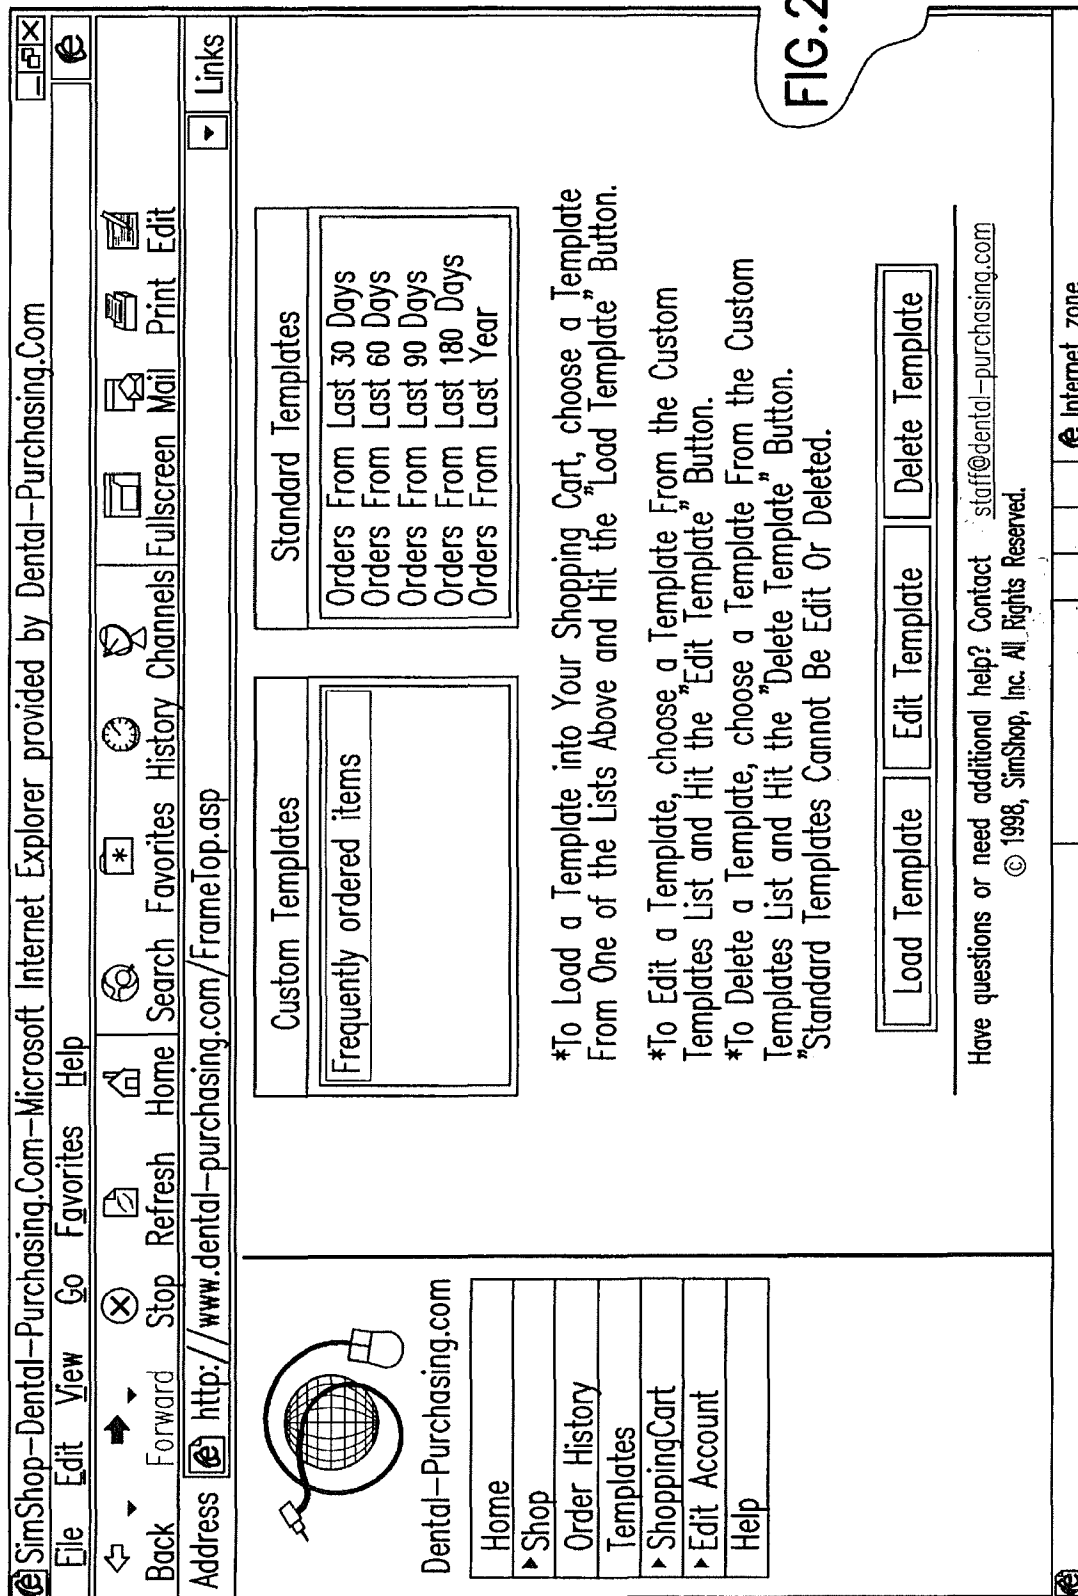 SimShop-Dental-Purchasing.Com-Microsoft Internet Explorer provided by Dental-Purchasing.Com
File Edit View Go Favorites Help
Back Forward Stop Refresh Home Search Favorites History Channels Fullscreen Mail Print Edit
Address http://www.dental-purchasing.com/FrameTop.asp Links
Dental-Purchasing.com
Home
Shop
Order History
Templates
ShoppingCart
Edit Account
Help
Custom Templates
Frequently ordered items
Standard Templates
Orders From Last 30 Days
Orders From Last 60 Days
Orders From Last 90 Days
Orders From Last 180 Days
Orders From Last Year
*To Load a Template into Your Shopping Cart, choose a Template
From One of the Lists Above and Hit the "Load Template" Button.
*To Edit a Template, choose a Template From the Custom
Templates List and Hit the "Edit Template" Button.
*To Delete a Template, choose a Template From the Custom
Templates List and Hit the "Delete Template" Button.
"Standard Templates Cannot Be Edit Or Deleted.
Load Template Edit Template Delete Template
Have questions or need additional help? Contact staff@dental-purchasing.com
© 1998, SimShop, Inc. All Rights Reserved.
Internet zone
FIG.2